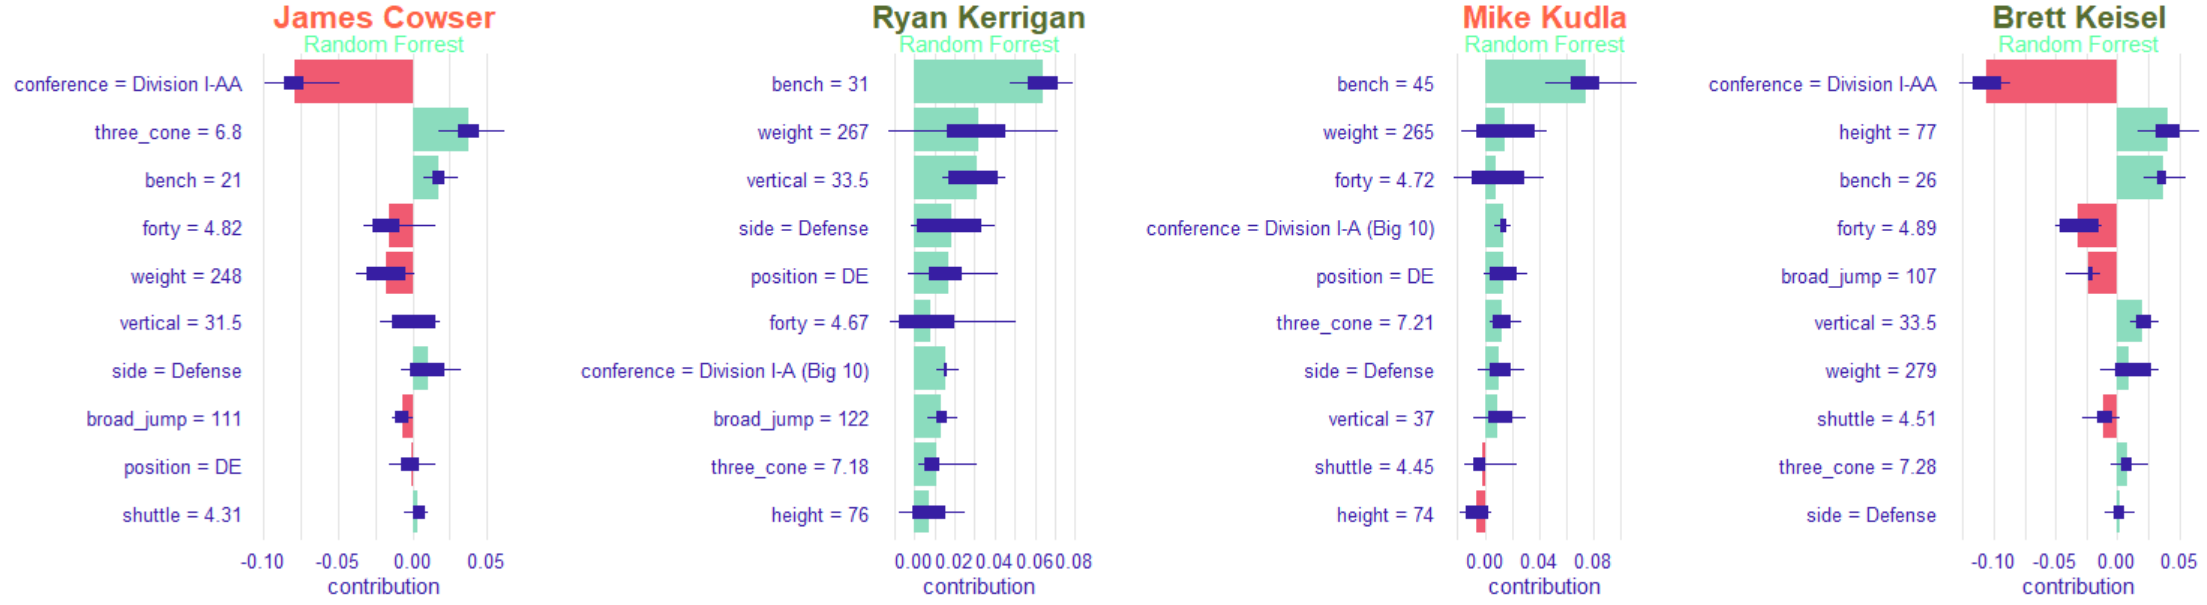 James Cowser
Random Forrest
conference = Division I-AA
three_cone = 6.8
bench = 21
forty = 4.82
weight = 248
vertical = 31.5
side = Defense
broad_jump = 111
position = DE
shuttle = 4.31
-0.10 -0.05 0.00 0.05
contribution
Ryan Kerrigan
Random Forrest
bench = 31
weight = 267
vertical = 33.5
side = Defense
position = DE
forty = 4.67
conference = Division I-A (Big 10)
broad_jump = 122
three_cone = 7.18
height = 76
0.00 0.02 0.04 0.06 0.08
contribution
Mike Kudla
Random Forrest
bench = 45
weight = 265
forty = 4.72
conference = Division I-A (Big 10)
position = DE
three_cone = 7.21
side = Defense
vertical = 37
shuttle = 4.45
height = 74
0.00 0.04 0.08
contribution
Brett Keisel
Random Forrest
conference = Division I-AA
height = 77
bench = 26
forty = 4.89
broad_jump = 107
vertical = 33.5
weight = 279
shuttle = 4.51
three_cone = 7.28
side = Defense
-0.10 -0.05 0.00 0.05
contribution